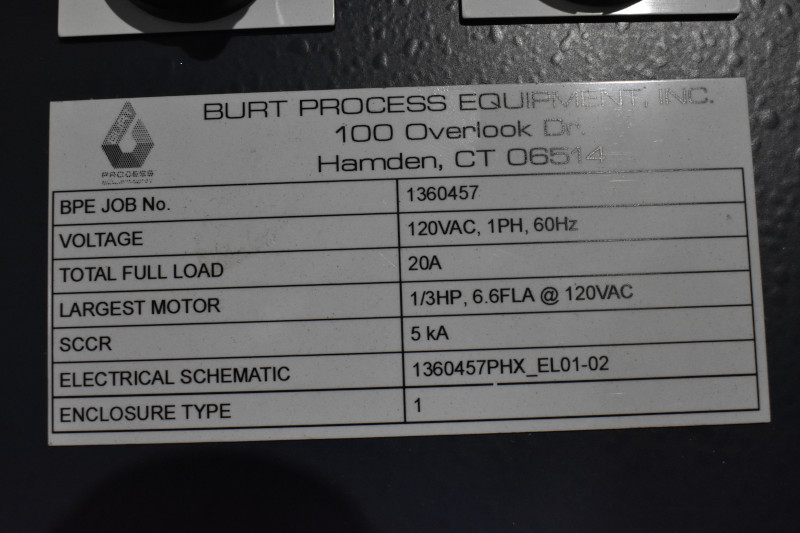 BURT PROCESS EQUIPMENT, INC.
100 Overlook Dr.
Hamden, CT 06514
PROCESS
EQUIPMENT
BPE JOB No. 1360457
VOLTAGE 120VAC, 1PH, 60Hz
TOTAL FULL LOAD 20A
LARGEST MOTOR 1/3HP, 6.6FLA @ 120VAC
SCCR 5 kA
ELECTRICAL SCHEMATIC 1360457PHX_EL01-02
ENCLOSURE TYPE 1